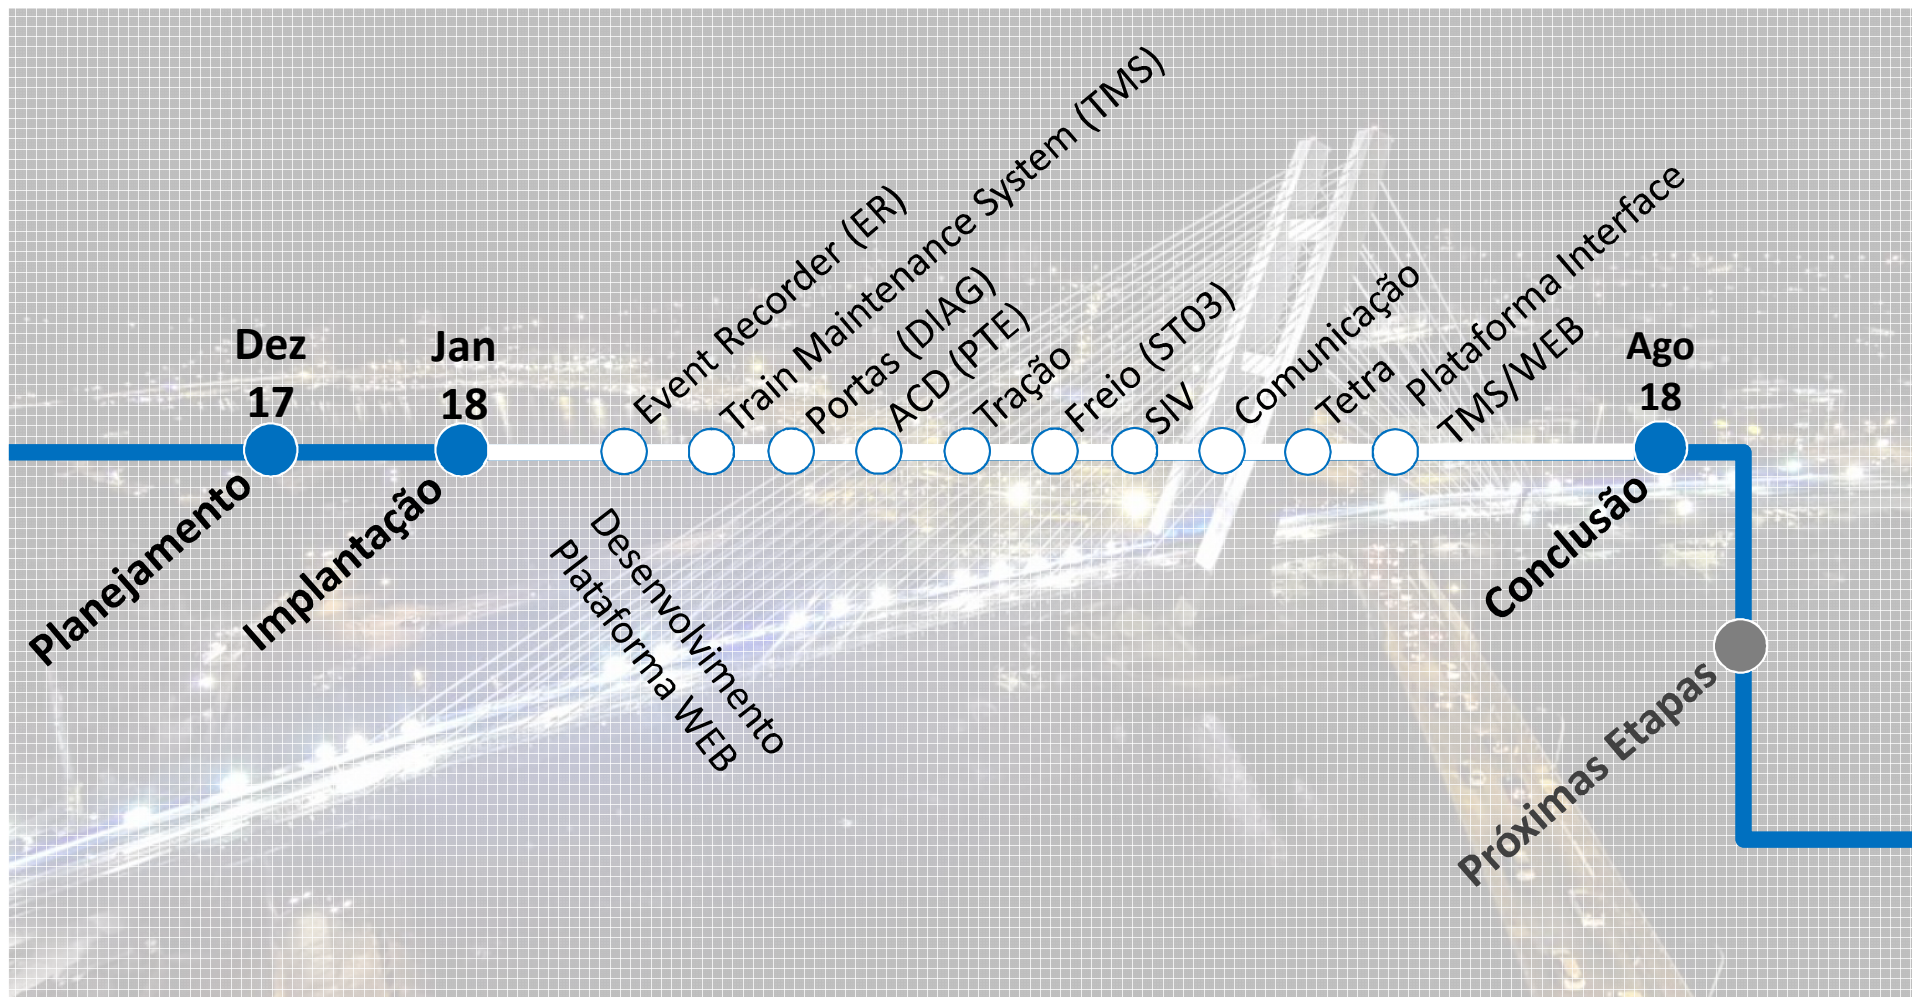 Dez
17
Jan
18
Event Recorder (ER)
Train Maintenance System (TMS)
Portas (DIAG)
ACD (PTE)
Tração
Freio (ST03)
SIV
Comunicação
Tetra
Plataforma Interface
TMS/WEB
Ago
18
Planejamento
Implantação
Desenvolvimento
Plataforma WEB
Conclusão
Próximas Etapas